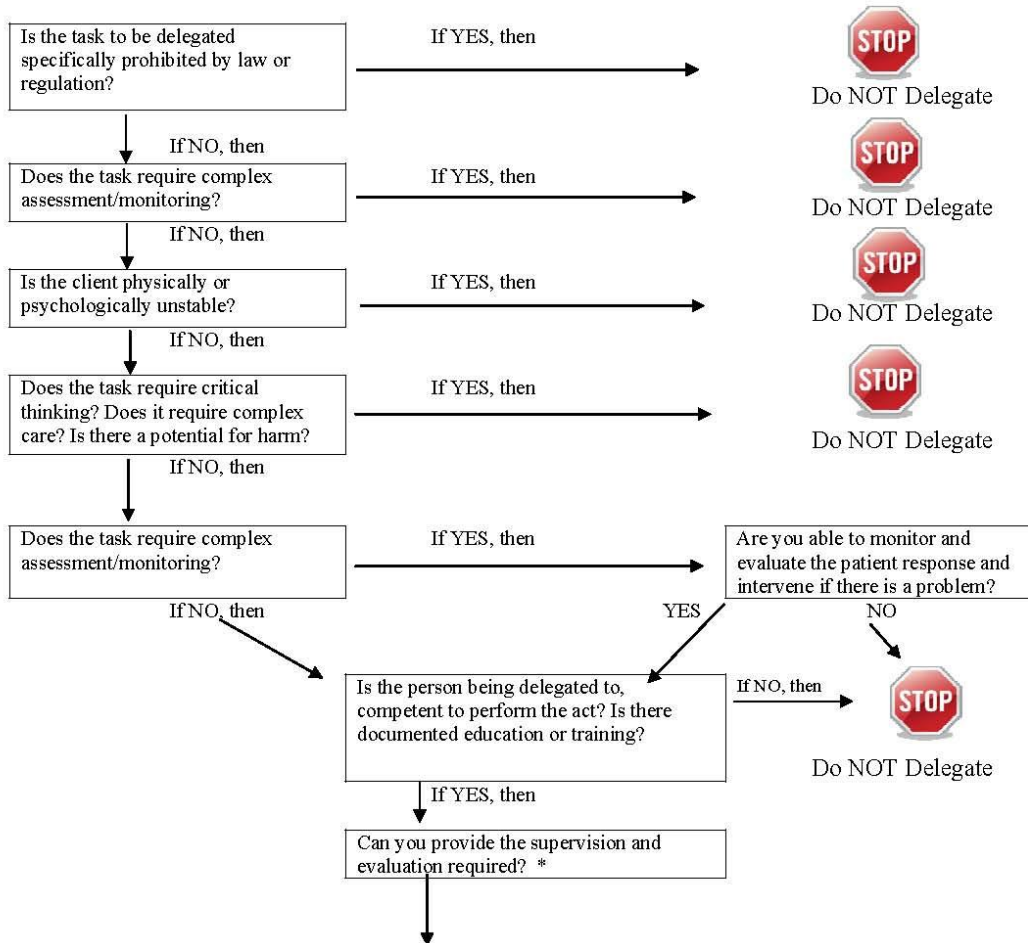 Is the task to be delegated
specifically prohibited by law or
regulation?
If YES, then
STOP
Do NOT Delegate
If NO, then
Does the task require complex
assessment/monitoring?
If YES, then
STOP
Do NOT Delegate
If NO, then
Is the client physically or
psychologically unstable?
If YES, then
STOP
Do NOT Delegate
If NO, then
Does the task require critical
thinking? Does it require complex
care? Is there a potential for harm?
If YES, then
STOP
Do NOT Delegate
If NO, then
Does the task require complex
assessment/monitoring?
If YES, then
Are you able to monitor and
evaluate the patient response and
intervene if there is a problem?
If NO, then
YES
NO
Is the person being delegated to,
competent to perform the act? Is there
documented education or training?
If NO, then
STOP
Do NOT Delegate
If YES, then
Can you provide the supervision and
evaluation required? *